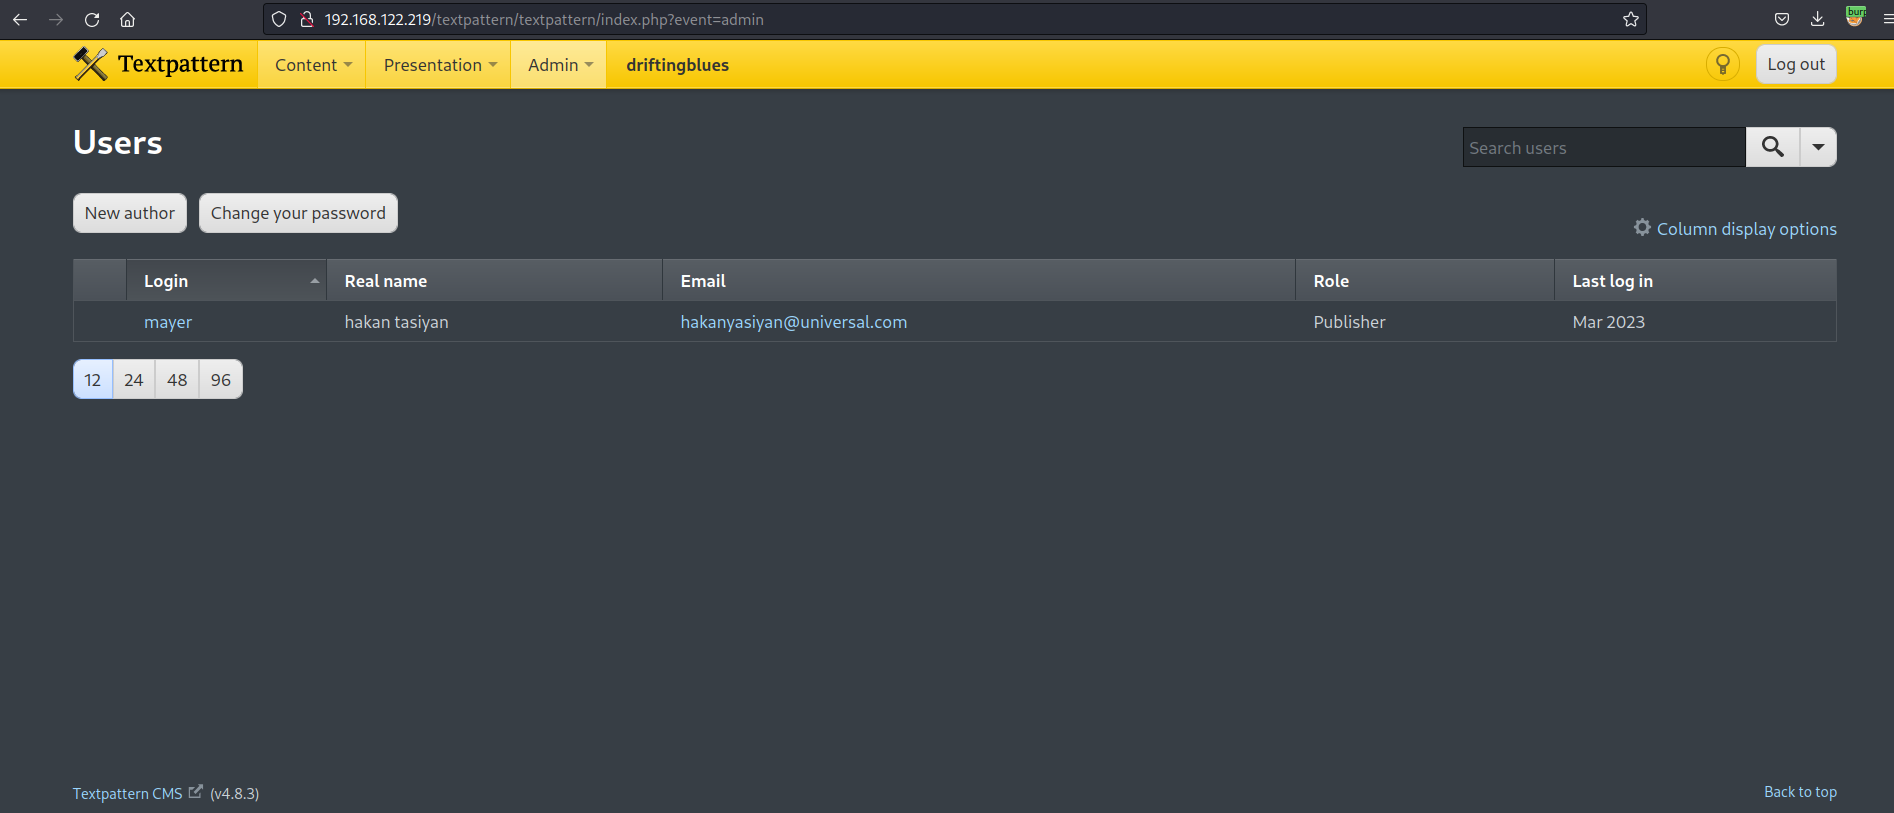 192.168.122.219/textpattern/textpattern/index.php?event=admin
burp
Textpattern Content Presentation Admin driftingblues Log out
Users
Search users
New author Change your password
Column display options
Login Real name Email Role Last log in
mayer hakan tasiyan hakanyasiyan@universal.com Publisher Mar 2023
12 24 48 96
Textpattern CMS (v4.8.3) Back to top